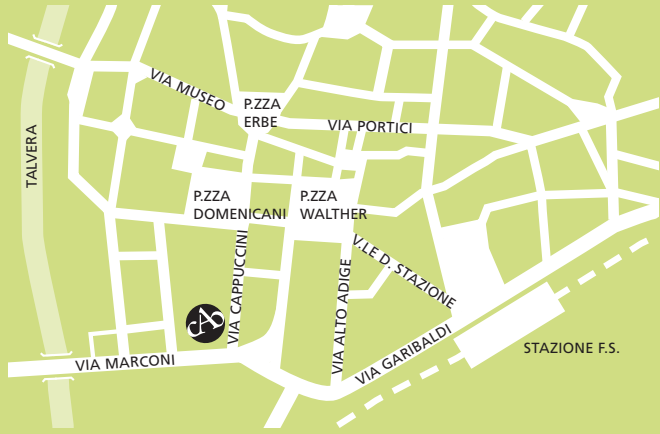 VIA MUSEO
P.ZZA
ERBE
VIA PORTICI
TALVERA
P.ZZA
DOMENICANI
P.ZZA
WALTHER
VIA CAPPUCCINI
V.LE D. STAZIONE
VIA ALTO ADIGE
VIA GARIBALDI
STAZIONE F.S.
VIA MARCONI